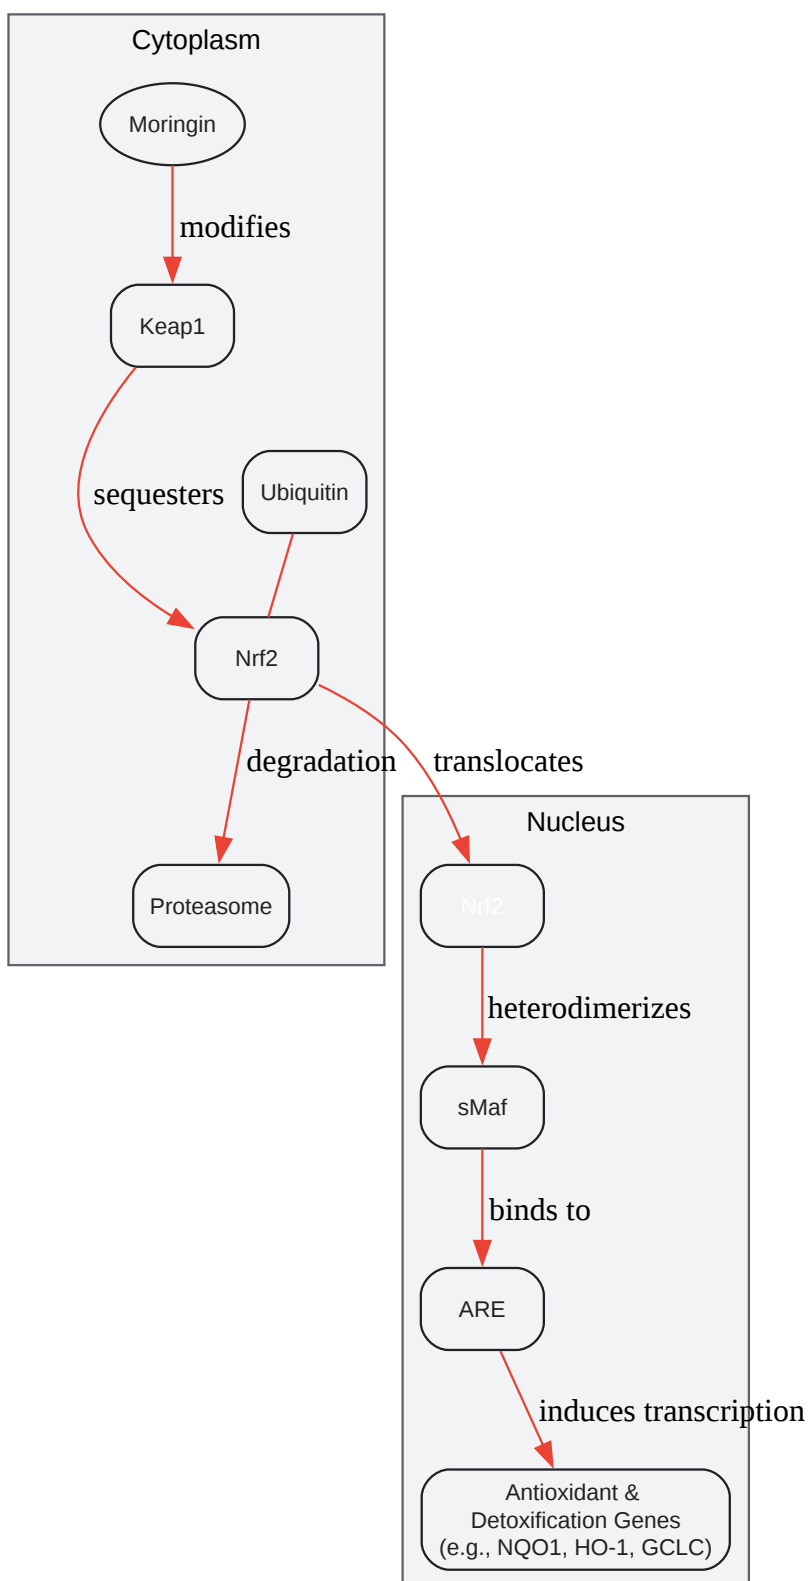 Cytoplasm
Moringin
modifies
Keap1
sequesters
Ubiquitin
Nrf2
degradation
translocates
Nucleus
Proteasome
Nrf2
heterodimerizes
sMaf
binds to
ARE
induces transcription
Antioxidant &
Detoxification Genes
(e.g., NQO1, HO-1, GCLC)